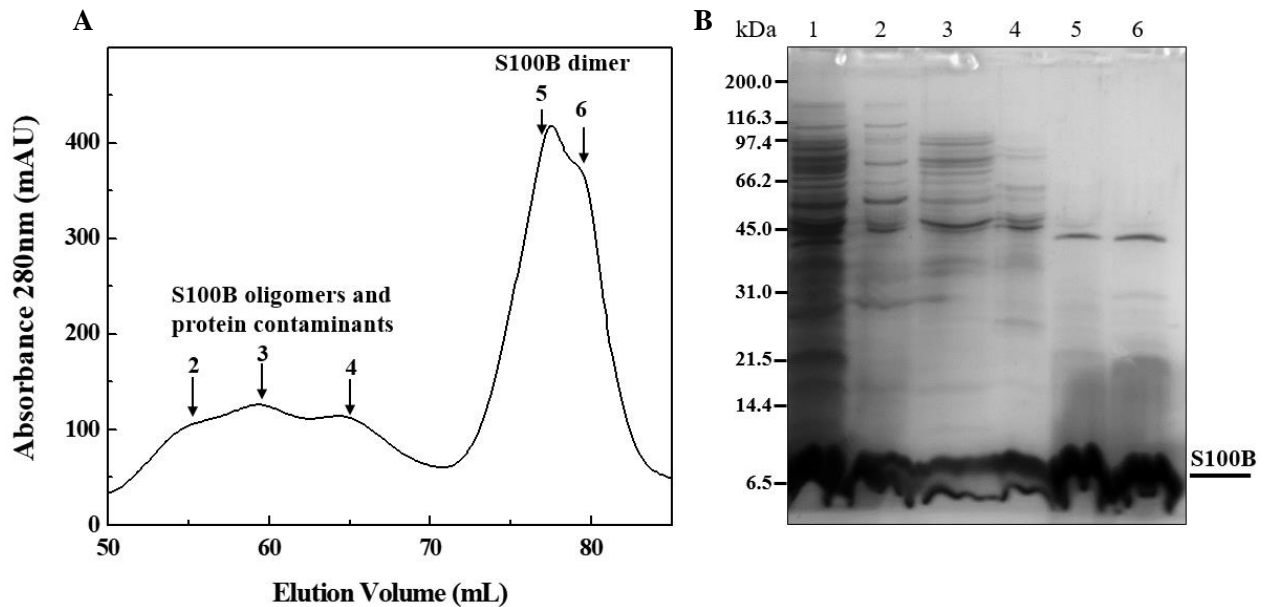 A
Absorbance 280nm (mAU)
400
300
200
100
0
50
60
70
80
Elution Volume (mL)
S100B dimer
5
6
S100B oligomers and
protein contaminants
2
3
4
B
kDa 1 2 3 4 5 6
200.0
116.3
97.4
66.2
45.0
31.0
21.5
14.4
6.5
S100B